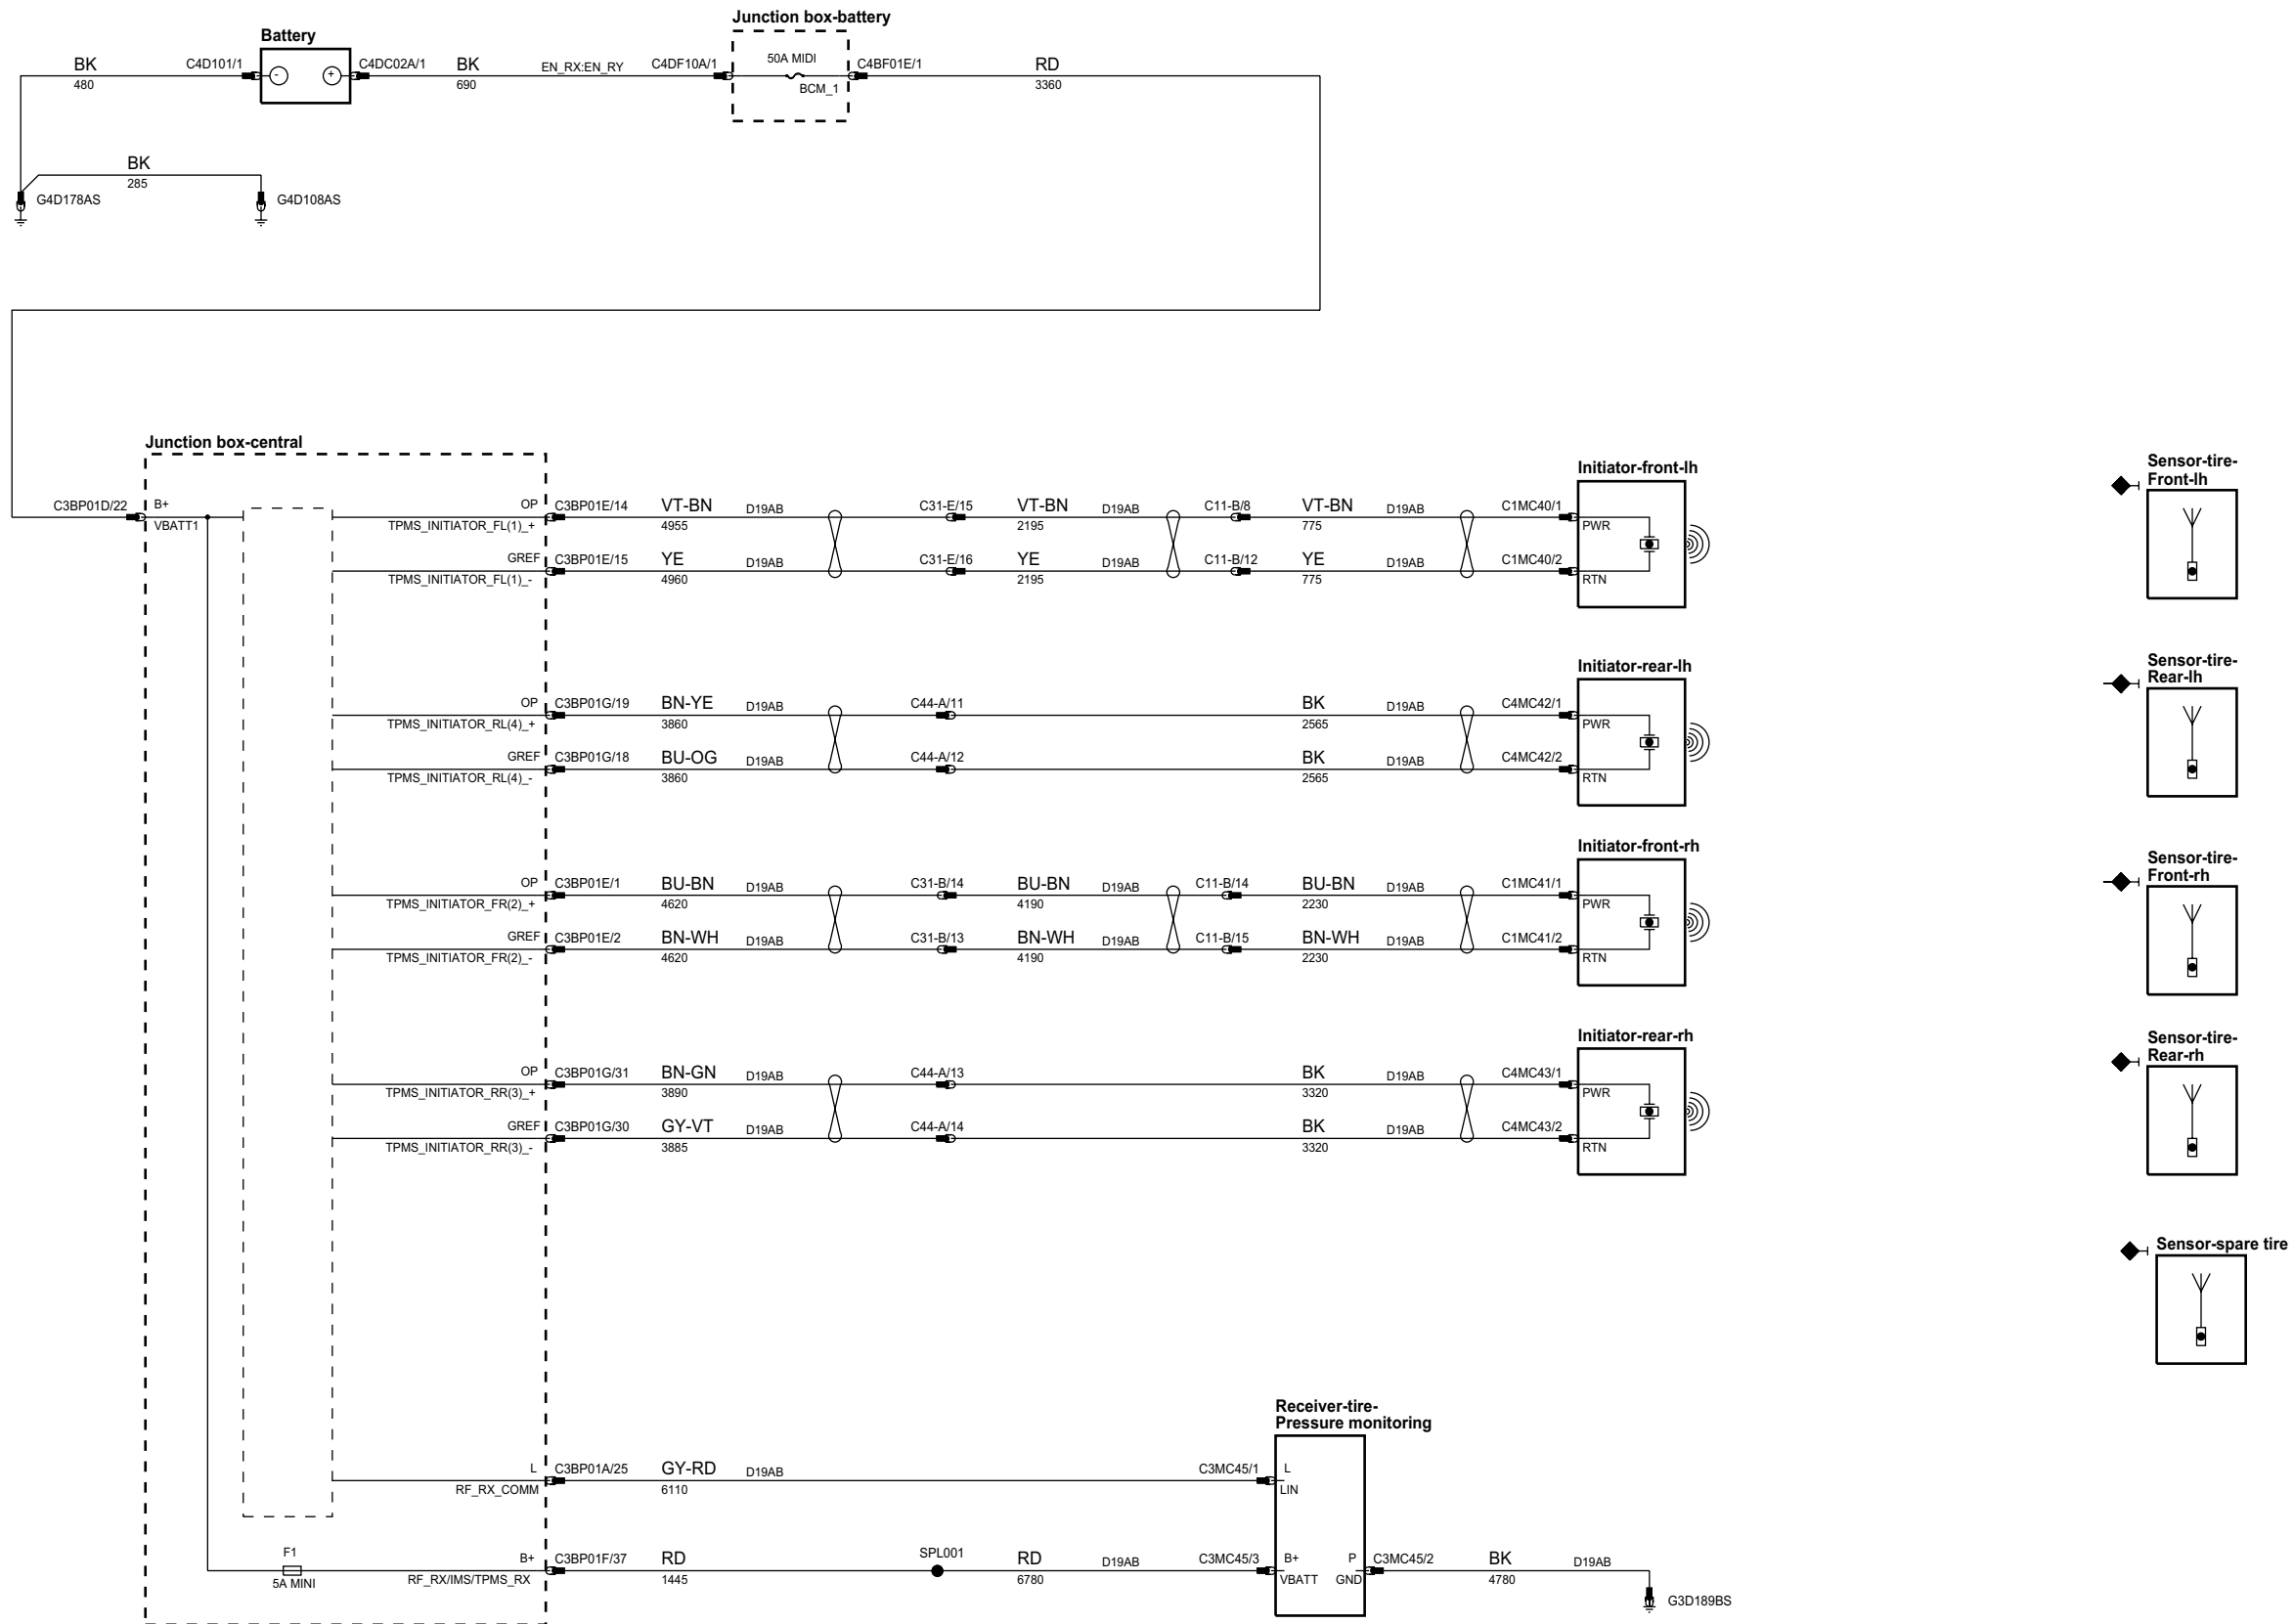 Junction box-battery
Battery
BK
480
C4D101/1
-
+
C4DC02A/1
BK
690
EN_RX:EN_RY
C4DF10A/1
50A MIDI
BCM_1
C4BF01E/1
RD
3360
BK
285
G4D178AS
G4D108AS
Junction box-central
C3BP01D/22
B+
VBATT1
OP
TPMS_INITIATOR_FL(1)_+
C3BP01E/14
VT-BN
4955
D19AB
C31-E/15
VT-BN
2195
D19AB
C11-B/8
VT-BN
775
D19AB
C1MC40/1
Initiator-front-lh
PWR
GREF
TPMS_INITIATOR_FL(1)_-
C3BP01E/15
YE
4960
D19AB
C31-E/16
YE
2195
D19AB
C11-B/12
YE
775
D19AB
C1MC40/2
RTN
Sensor-tire-
Front-lh
OP
TPMS_INITIATOR_RL(4)_+
C3BP01G/19
BN-YE
3860
D19AB
C44-A/11
BK
2565
D19AB
C4MC42/1
Initiator-rear-lh
PWR
GREF
TPMS_INITIATOR_RL(4)_-
C3BP01G/18
BU-OG
3860
D19AB
C44-A/12
BK
2565
D19AB
C4MC42/2
RTN
Sensor-tire-
Rear-lh
OP
TPMS_INITIATOR_FR(2)_+
C3BP01E/1
BU-BN
4620
D19AB
C31-B/14
BU-BN
4190
D19AB
C11-B/14
BU-BN
2230
D19AB
C1MC41/1
Initiator-front-rh
PWR
GREF
TPMS_INITIATOR_FR(2)_-
C3BP01E/2
BN-WH
4620
D19AB
C31-B/13
BN-WH
4190
D19AB
C11-B/15
BN-WH
2230
D19AB
C1MC41/2
RTN
Sensor-tire-
Front-rh
OP
TPMS_INITIATOR_RR(3)_+
C3BP01G/31
BN-GN
3890
D19AB
C44-A/13
BK
3320
D19AB
C4MC43/1
Initiator-rear-rh
PWR
GREF
TPMS_INITIATOR_RR(3)_-
C3BP01G/30
GY-VT
3885
D19AB
C44-A/14
BK
3320
D19AB
C4MC43/2
RTN
Sensor-tire-
Rear-rh
Sensor-spare tire
Receiver-tire-
Pressure monitoring
L
RF_RX_COMM
C3BP01A/25
GY-RD
6110
D19AB
C3MC45/1
L
LIN
F1
5A MINI
B+
RF_RX/IMS/TPMS_RX
C3BP01F/37
RD
1445
SPL001
RD
6780
D19AB
C3MC45/3
B+
VBATT
P
GND
C3MC45/2
BK
4780
D19AB
G3D189BS